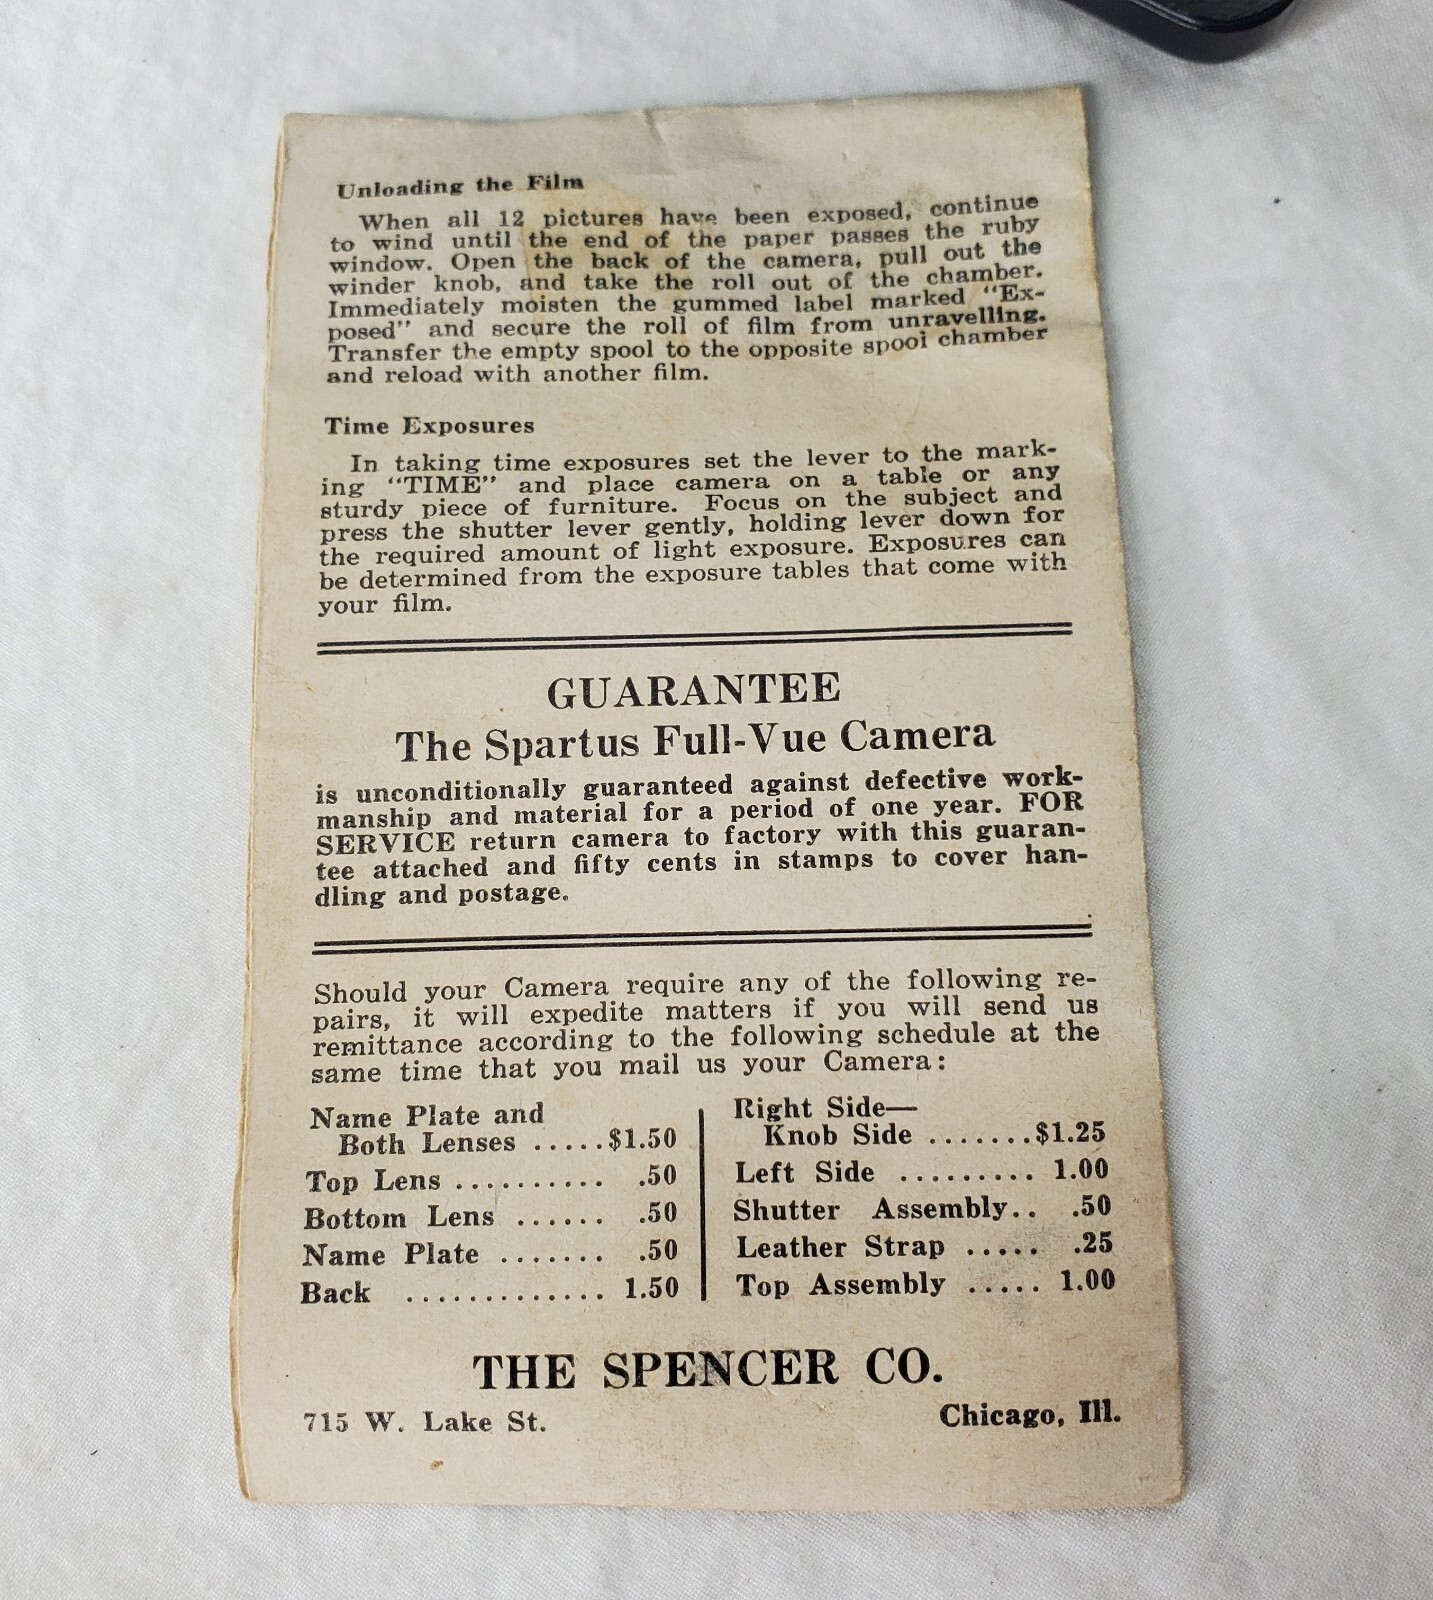 Unloading the Film
When all 12 pictures have been exposed, continue
to wind until the end of the paper passes the ruby
window. Open the back of the camera, pull out the
winder knob, and take the roll out of the chamber.
Immediately moisten the gummed label marked "Ex-
posed" and secure the roll of film from unravelling.
Transfer the empty spool to the opposite spool chamber
and reload with another film.
Time Exposures
In taking time exposures set the lever to the mark-
ing "TIME" and place camera on a table or any
sturdy piece of furniture. Focus on the subject and
press the shutter lever gently, holding lever down for
the required amount of light exposure. Exposures can
be determined from the exposure tables that come with
your film.
GUARANTEE
The Spartus Full-Vue Camera
is unconditionally guaranteed against defective work-
manship and material for a period of one year. FOR
SERVICE return camera to factory with this guaran-
tee attached and fifty cents in stamps to cover han-
dling and postage.
Should your Camera require any of the following re-
pairs, it will expedite matters if you will send us
remittance according to the following schedule at the
same time that you mail us your Camera:
Name Plate and
Both Lenses .....$1.50
Top Lens .......... .50
Bottom Lens ...... .50
Name Plate ....... .50
Back ............. 1.50
Right Side—
Knob Side .......$1.25
Left Side ......... 1.00
Shutter Assembly.. .50
Leather Strap ..... .25
Top Assembly ..... 1.00
THE SPENCER CO.
715 W. Lake St. Chicago, Ill.